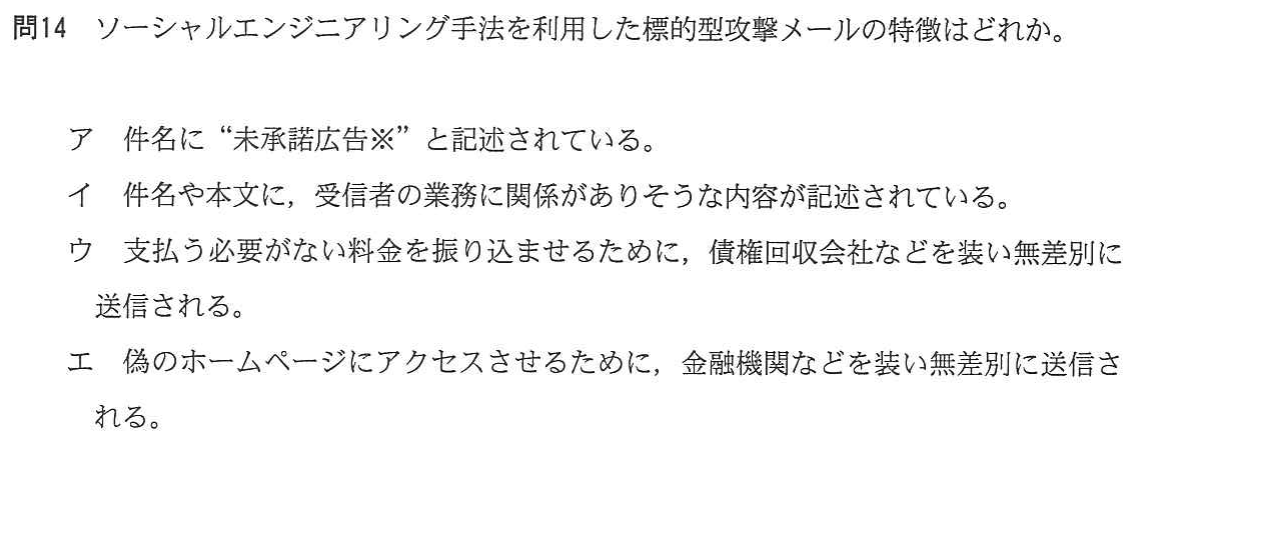 問14　ソーシャルエンジニアリング手法を利用した標的型攻撃メールの特徴はどれか。
ア　件名に“未承諾広告※”と記述されている。
イ　件名や本文に，受信者の業務に関係がありそうな内容が記述されている。
ウ　支払う必要がない料金を振り込ませるために，債権回収会社などを装い無差別に
送信される。
エ　偽のホームページにアクセスさせるために，金融機関などを装い無差別に送信さ
れる。